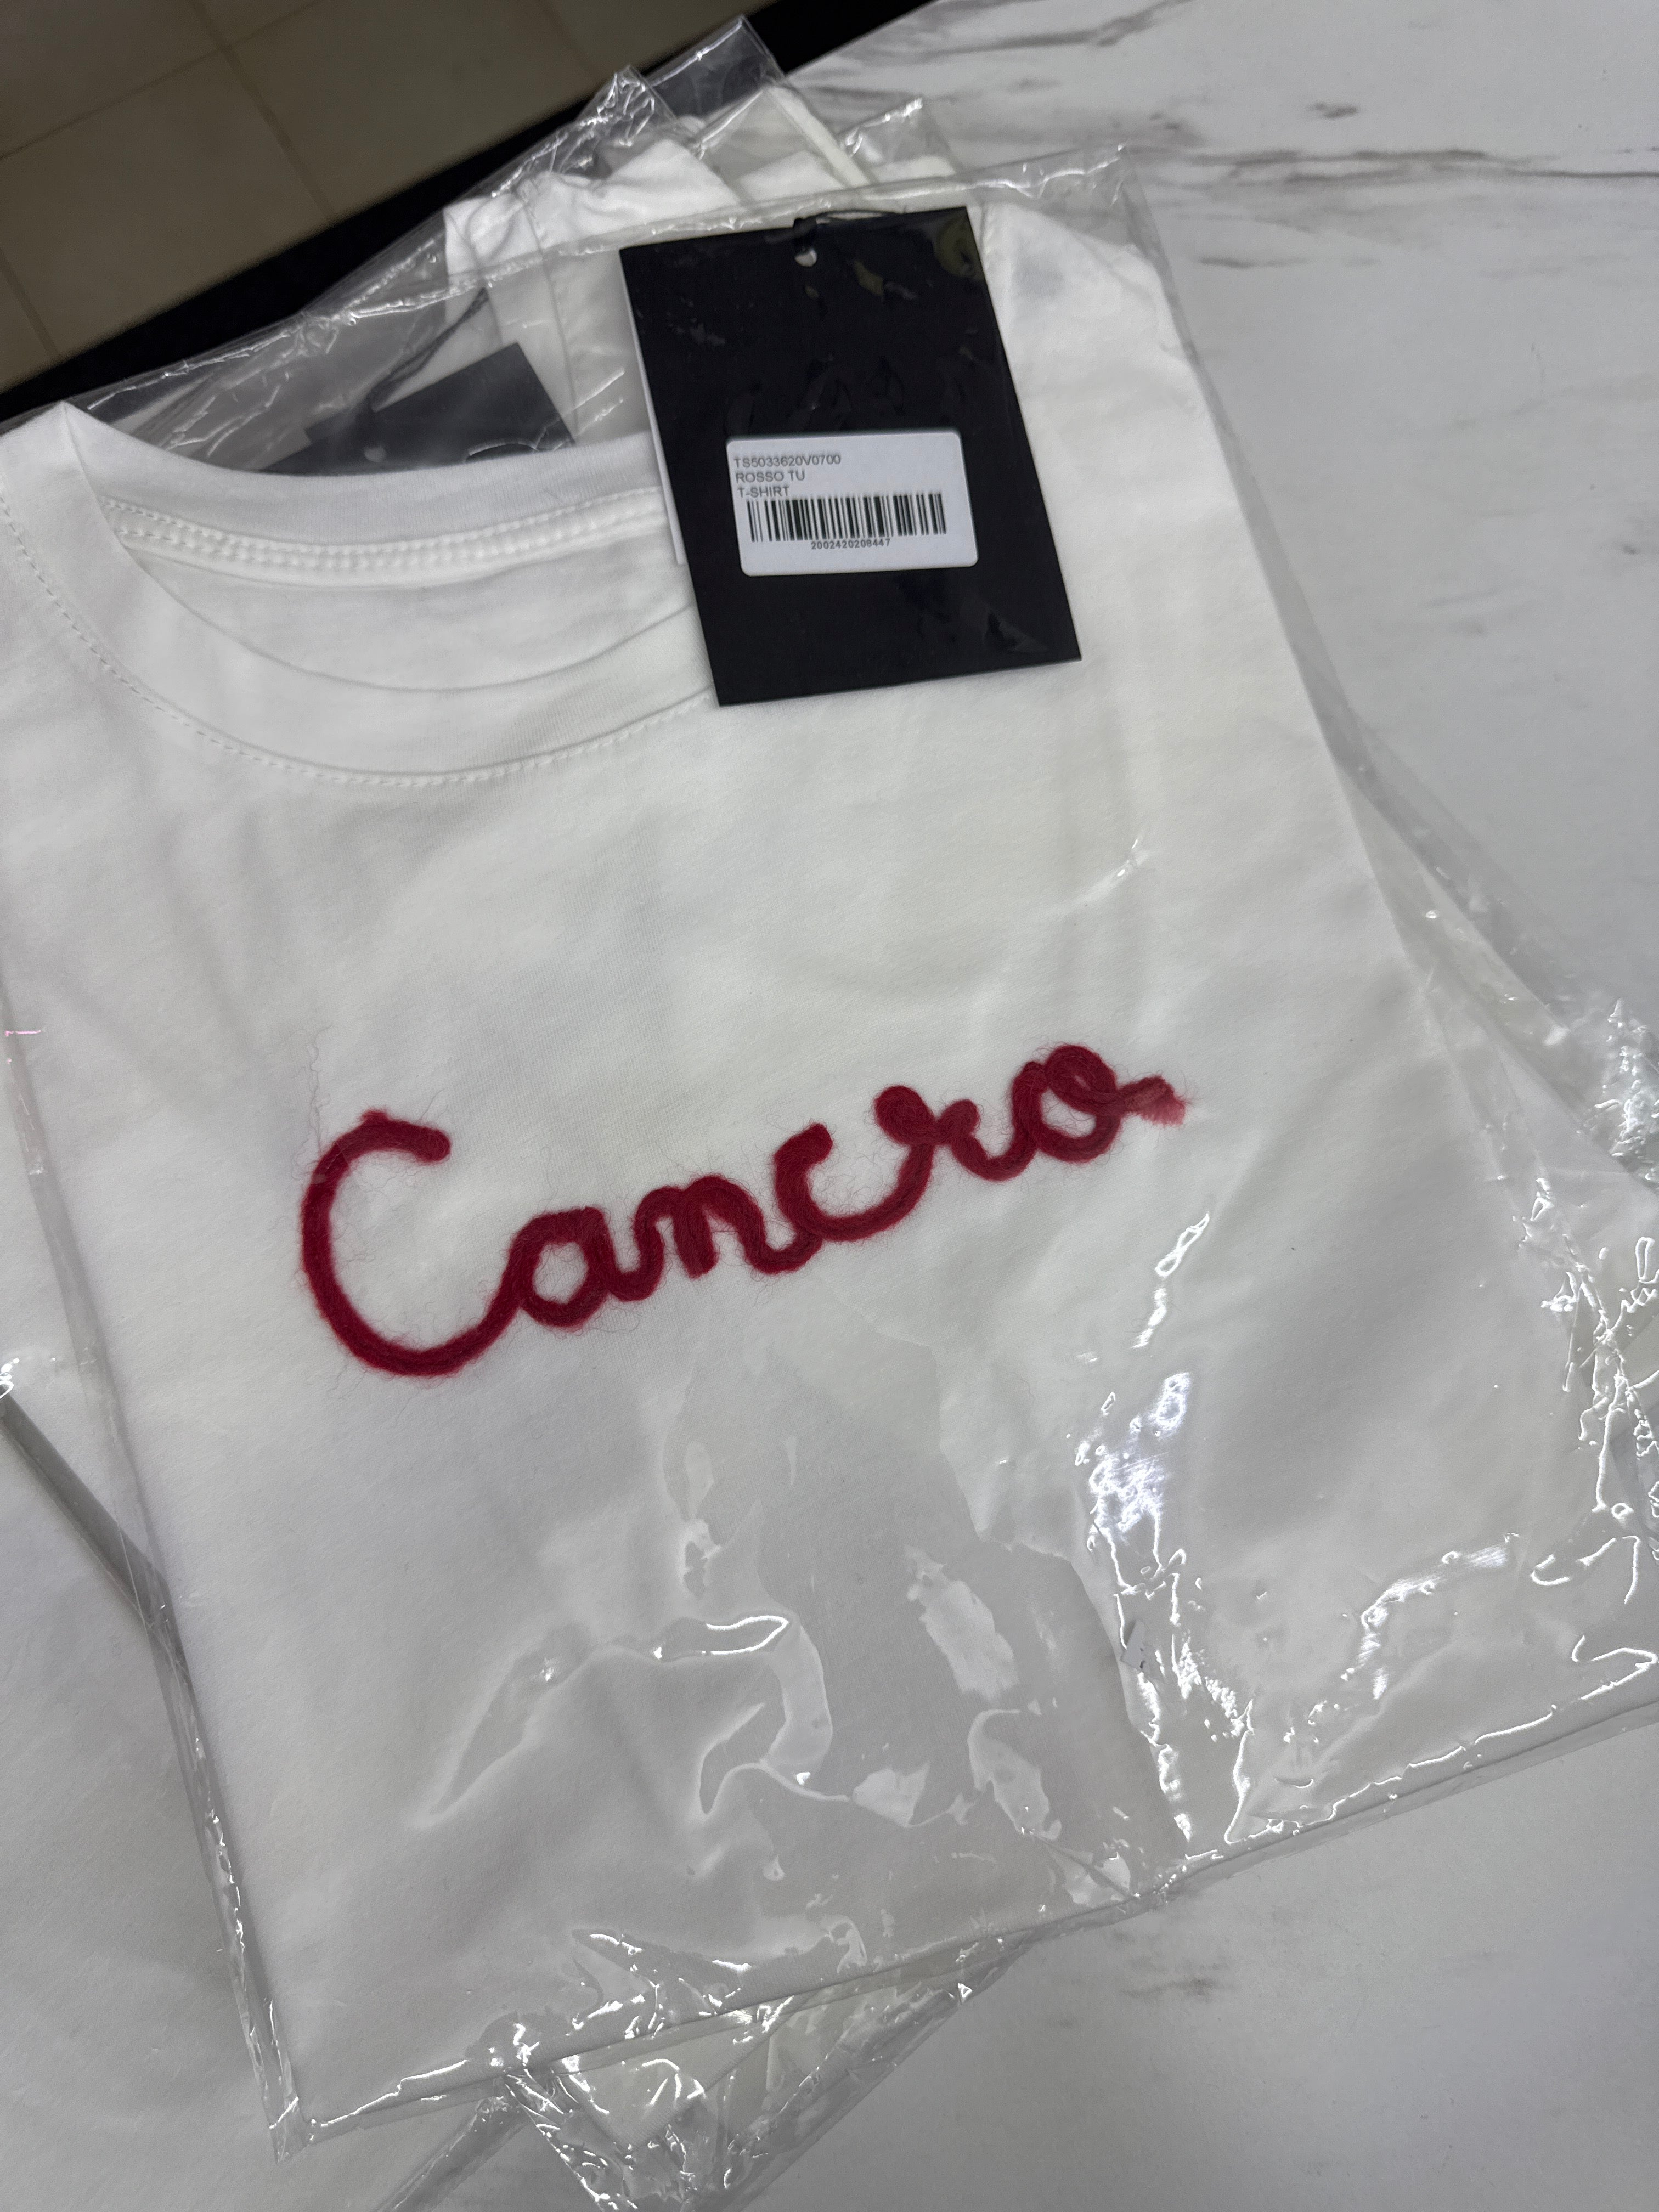 TS5033620V0700
ROSSO TU
T-SHIRT
2002420208447
Cancro